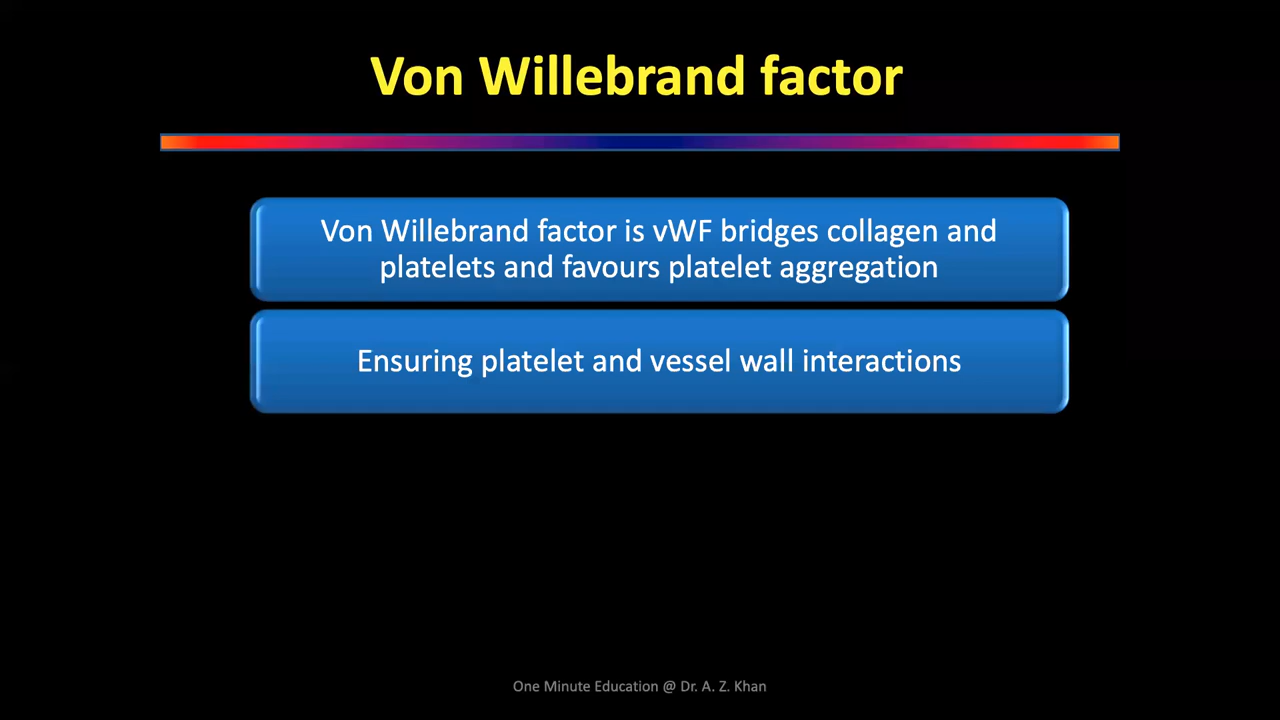 Von Willebrand factor
Von Willebrand factor is vWF bridges collagen and
platelets and favours platelet aggregation
Ensuring platelet and vessel wall interactions
One Minute Education @ Dr. A. Z. Khan